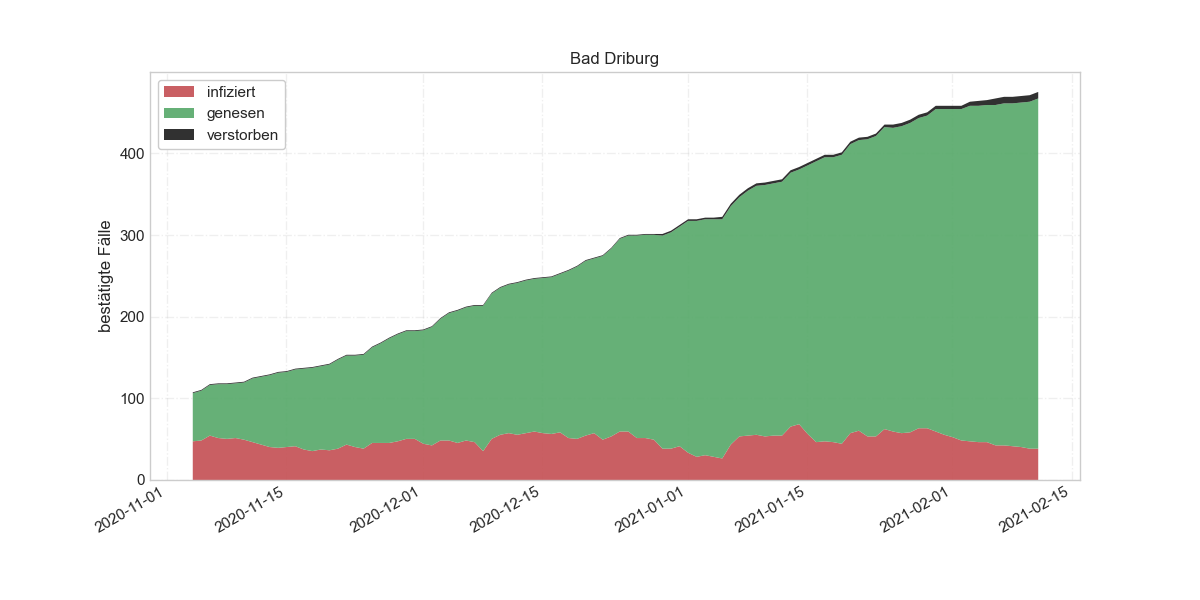 Bad Driburg
infiziert
genesen
verstorben
bestätigte Fälle
400
300
200
100
0
2020-11-01
2020-11-15
2020-12-01
2020-12-15
2021-01-01
2021-01-15
2021-02-01
2021-02-15